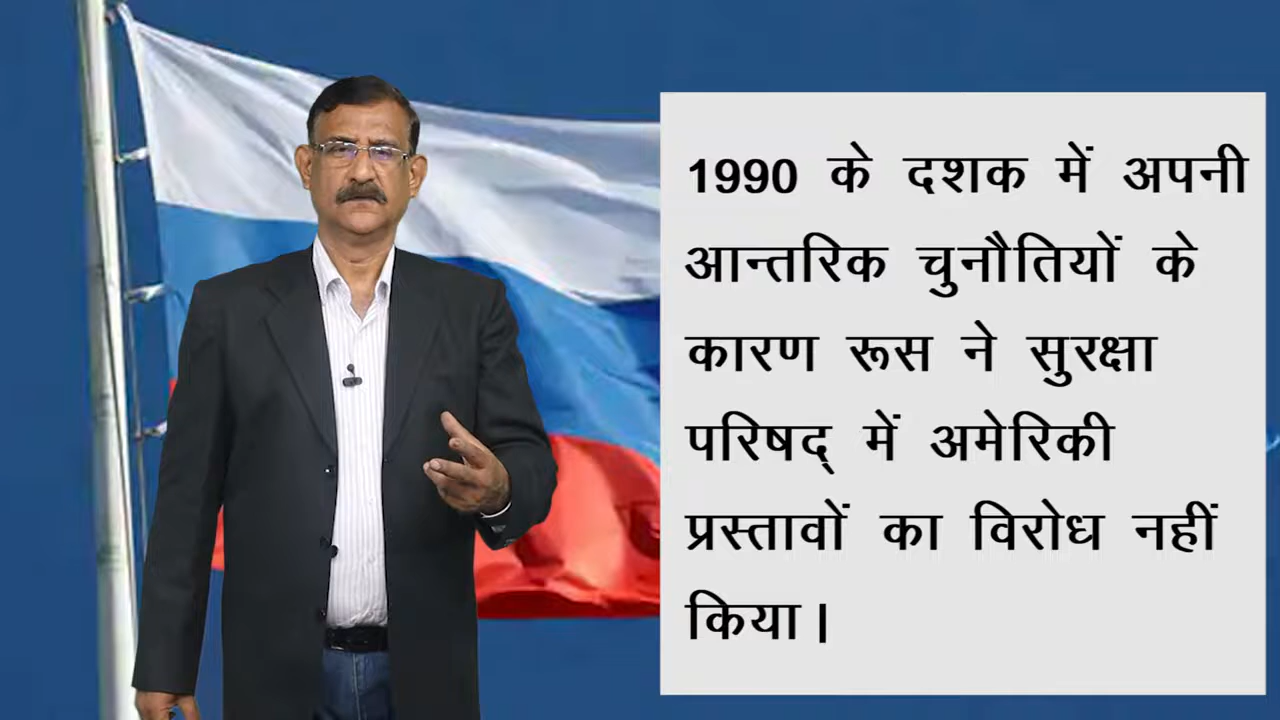 1990 के दशक में अपनी
आन्तरिक चुनौतियों के
कारण रूस ने सुरक्षा
परिषद् में अमेरिकी
प्रस्तावों का विरोध नहीं
किया।